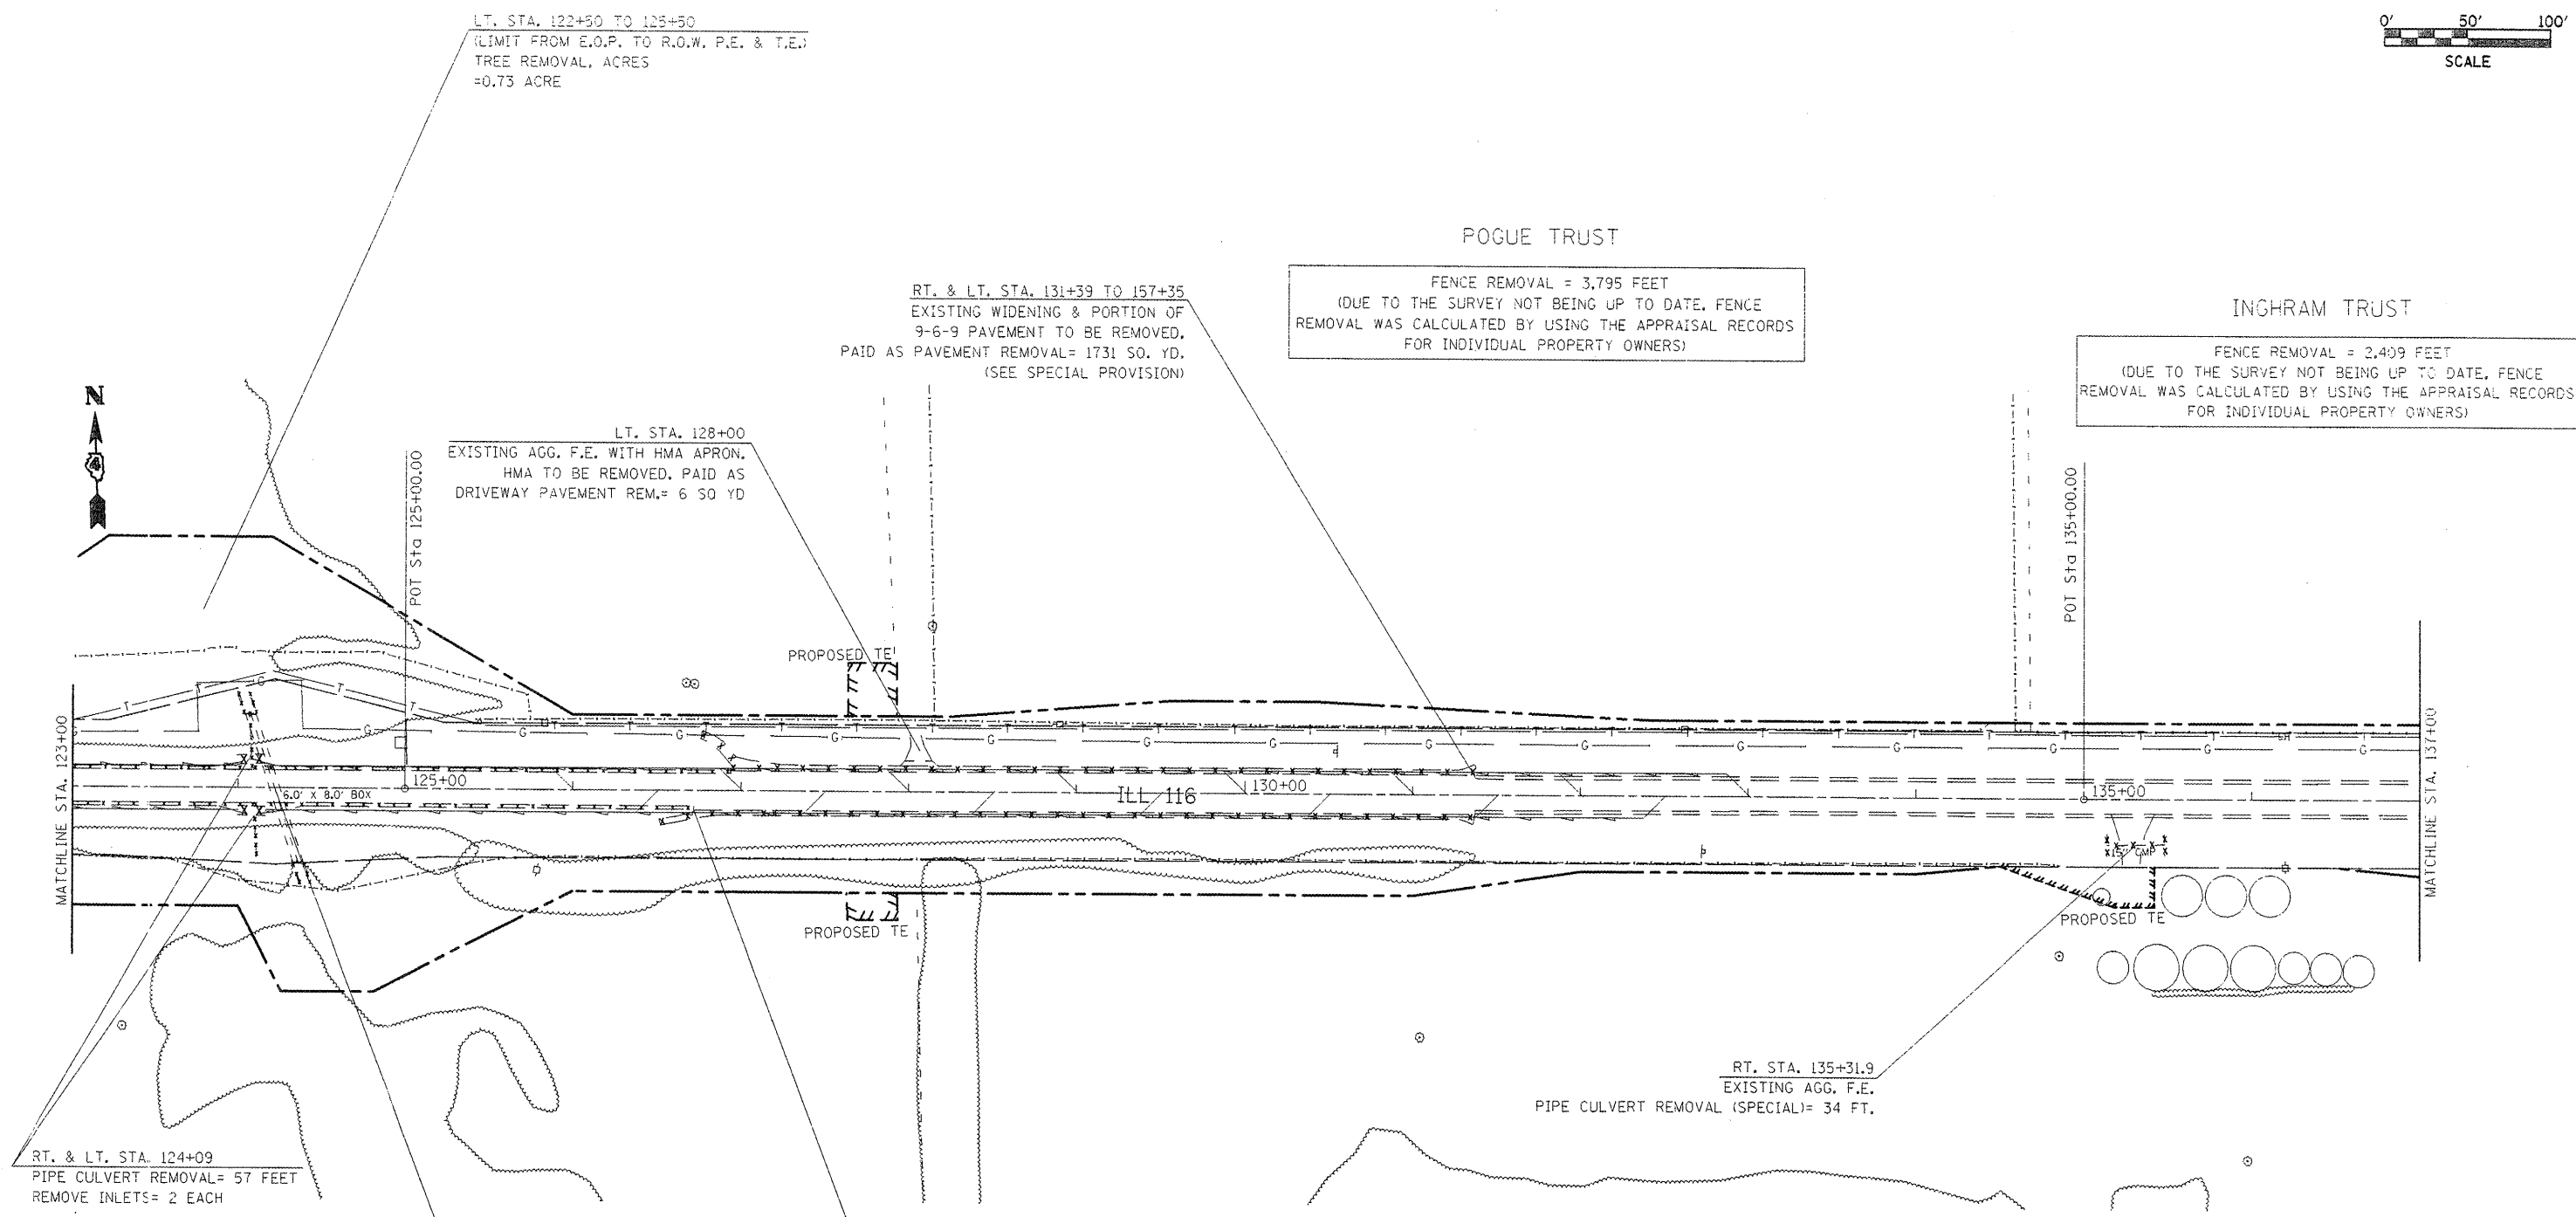 LT. STA. 122+50 TO 125+50
(LIMIT FROM E.O.P. TO R.O.W. P.E. & T.E.)
TREE REMOVAL, ACRES
=0.73 ACRE
0' 50' 100'
SCALE
POGUE TRUST
FENCE REMOVAL = 3,795 FEET
(DUE TO THE SURVEY NOT BEING UP TO DATE, FENCE
REMOVAL WAS CALCULATED BY USING THE APPRAISAL RECORDS
FOR INDIVIDUAL PROPERTY OWNERS)
INGHRAM TRUST
FENCE REMOVAL = 2,409 FEET
(DUE TO THE SURVEY NOT BEING UP TO DATE, FENCE
REMOVAL WAS CALCULATED BY USING THE APPRAISAL RECORDS
FOR INDIVIDUAL PROPERTY OWNERS)
RT. & LT. STA. 131+39 TO 157+35
EXISTING WIDENING & PORTION OF
9-6-9 PAVEMENT TO BE REMOVED.
PAID AS PAVEMENT REMOVAL= 1731 SQ. YD.
(SEE SPECIAL PROVISION)
N
4
LT. STA. 128+00
EXISTING AGG. F.E. WITH HMA APRON.
HMA TO BE REMOVED. PAID AS
DRIVEWAY PAVEMENT REM.= 6 SQ YD
POT Sta 125+00.00
POT Sta 135+00.00
PROPOSED TE
MATCHLINE STA. 123+00
MATCHLINE STA. 137+00
125+00
6.0' X 8.0' BOX
ILL 116
130+00
135+00
15" CMP
PROPOSED TE
PROPOSED TE
RT. STA. 135+31.9
EXISTING AGG. F.E.
PIPE CULVERT REMOVAL (SPECIAL)= 34 FT.
RT. & LT. STA. 124+09
PIPE CULVERT REMOVAL= 57 FEET
REMOVE INLETS= 2 EACH